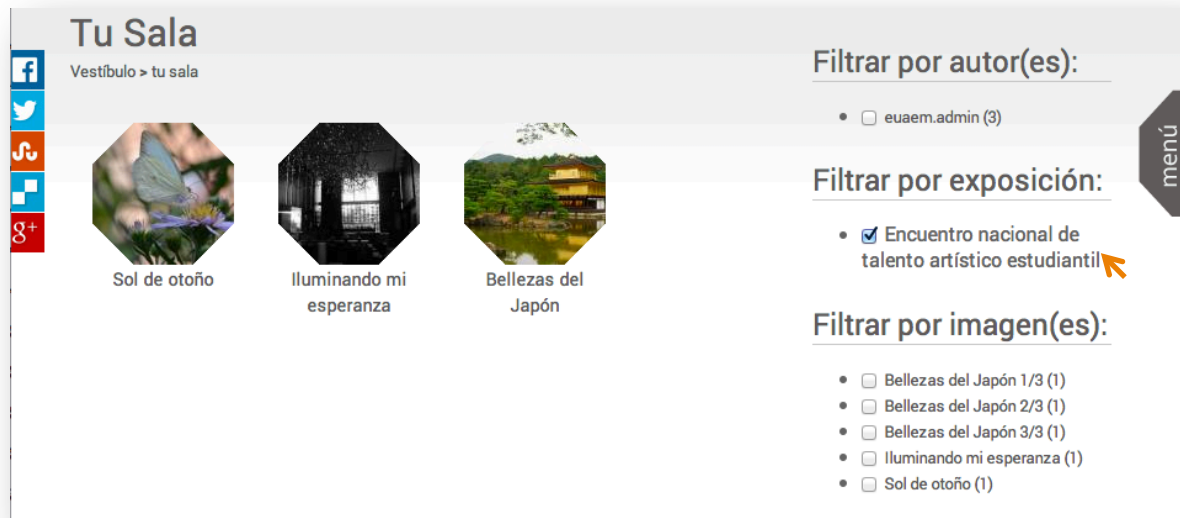 Tu Sala
Vestíbulo > tu sala
Sol de otoño
Iluminando mi
esperanza
Bellezas del
Japón
Filtrar por autor(es):
euaem.admin (3)
Filtrar por exposición:
Encuentro nacional de
talento artístico estudiantil
Filtrar por imagen(es):
Bellezas del Japón 1/3 (1)
Bellezas del Japón 2/3 (1)
Bellezas del Japón 3/3 (1)
Iluminando mi esperanza (1)
Sol de otoño (1)
menú
g+